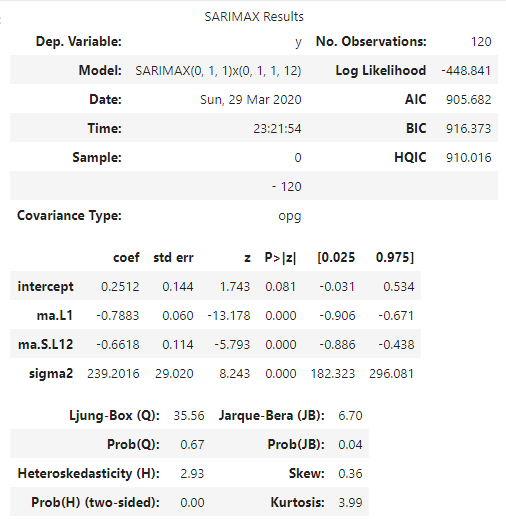 SARIMAX Results
Dep. Variable: y No. Observations: 120
Model: SARIMAX(0, 1, 1)x(0, 1, 1, 12) Log Likelihood -448.841
Date: Sun, 29 Mar 2020 AIC 905.682
Time: 23:21:54 BIC 916.373
Sample: 0 HQIC 910.016
- 120
Covariance Type: opg
coef std err z P>|z| [0.025 0.975]
intercept 0.2512 0.144 1.743 0.081 -0.031 0.534
ma.L1 -0.7883 0.060 -13.178 0.000 -0.906 -0.671
ma.S.L12 -0.6618 0.114 -5.793 0.000 -0.886 -0.438
sigma2 239.2016 29.020 8.243 0.000 182.323 296.081
Ljung-Box (Q): 35.56 Jarque-Bera (JB): 6.70
Prob(Q): 0.67 Prob(JB): 0.04
Heteroskedasticity (H): 2.93 Skew: 0.36
Prob(H) (two-sided): 0.00 Kurtosis: 3.99